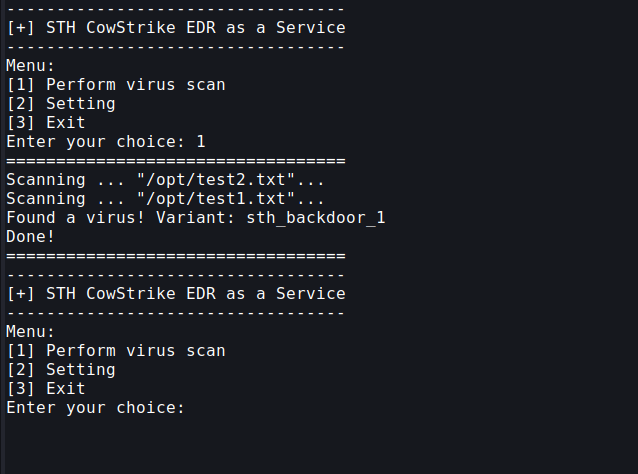 ----------------------------------
[+] STH CowStrike EDR as a Service
----------------------------------
Menu:
[1] Perform virus scan
[2] Setting
[3] Exit
Enter your choice: 1
==================================
Scanning ... "/opt/test2.txt"...
Scanning ... "/opt/test1.txt"...
Found a virus! Variant: sth_backdoor_1
Done!
==================================
----------------------------------
[+] STH CowStrike EDR as a Service
----------------------------------
Menu:
[1] Perform virus scan
[2] Setting
[3] Exit
Enter your choice: